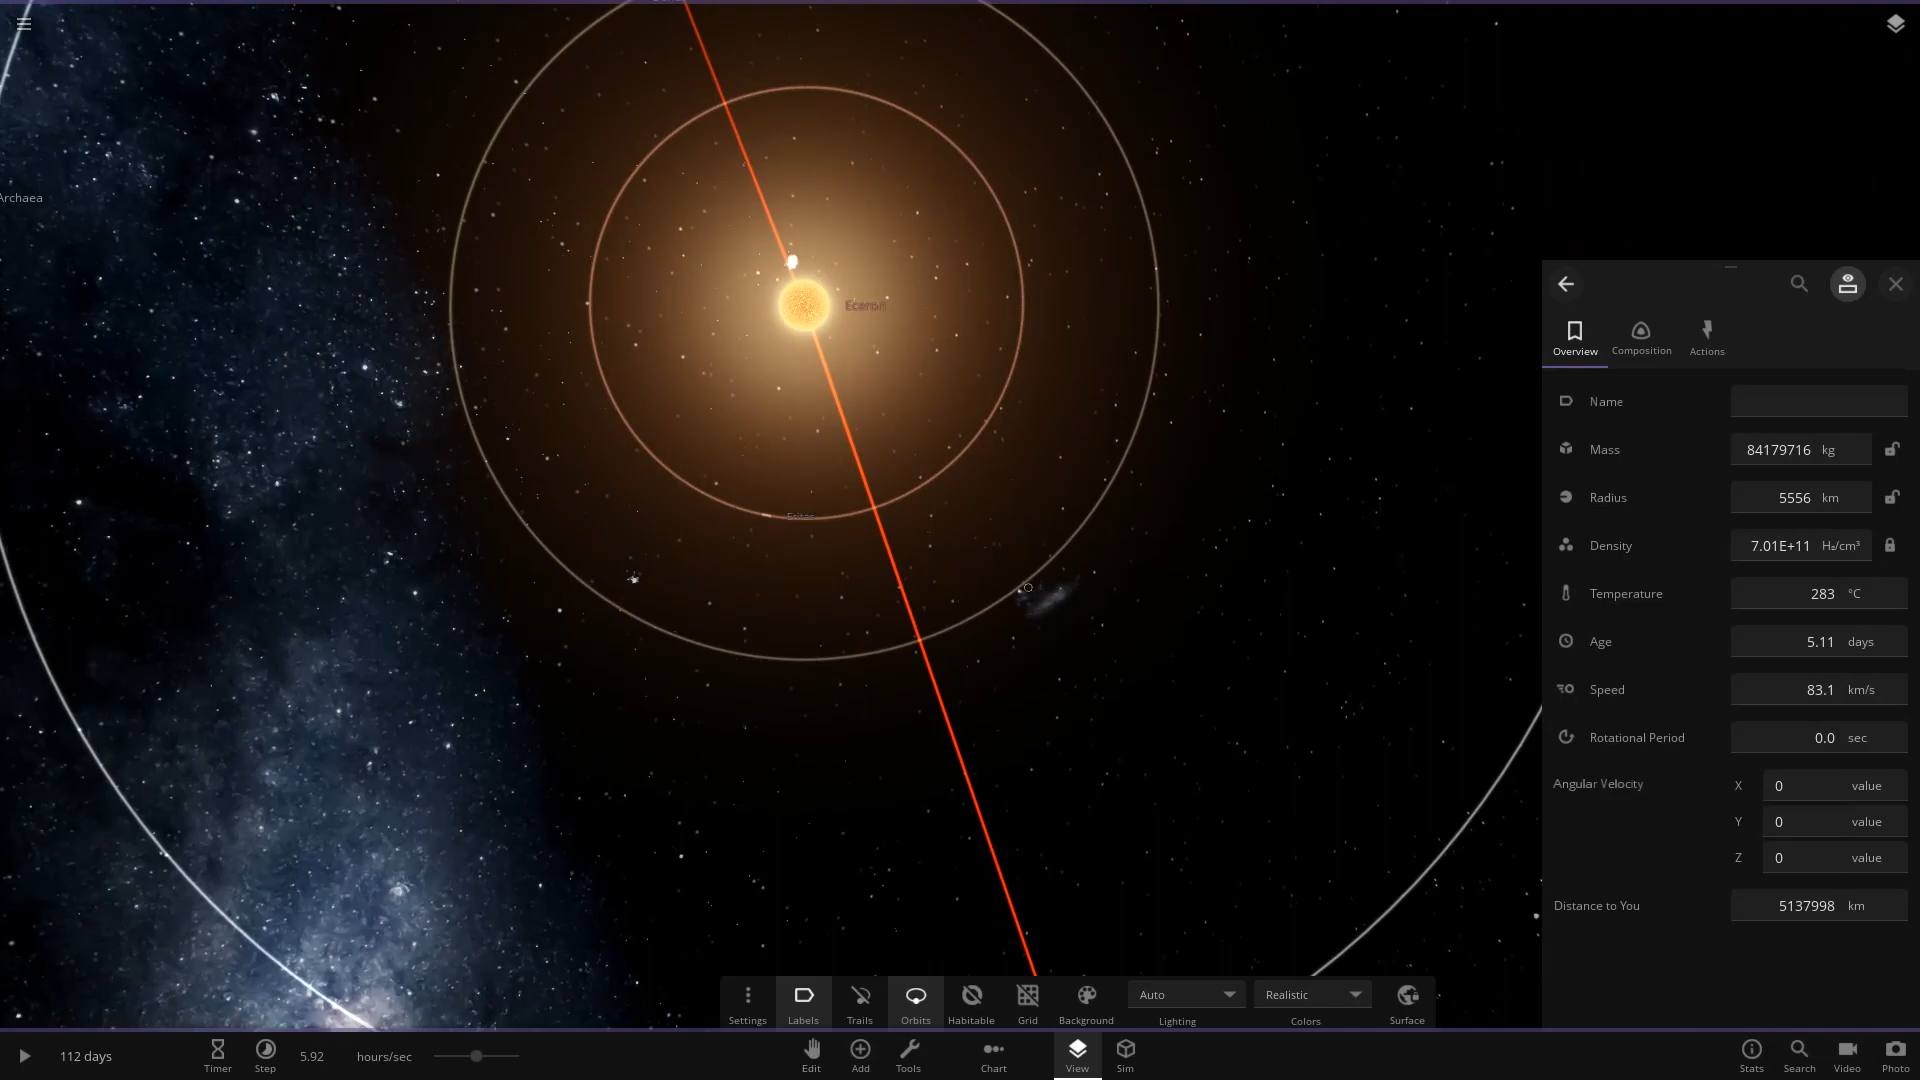 Archaea
Eceron
Overview
Composition
Actions
Name
Mass 84179716 kg
Radius 5556 km
Density 7.01E+11 H₂/cm³
Temperature 283 °C
Age 5.11 days
Speed 83.1 km/s
Rotational Period 0.0 sec
Angular Velocity X 0 value
Y 0 value
Z 0 value
Distance to You 5137998 km
Settings
Labels
Trails
Orbits
Habitable
Grid
Background
Auto
Lighting
Realistic
Colors
Surface
112 days
Timer
Step
5.92 hours/sec
Edit
Add
Tools
Chart
View
Sim
Stats
Search
Video
Photo